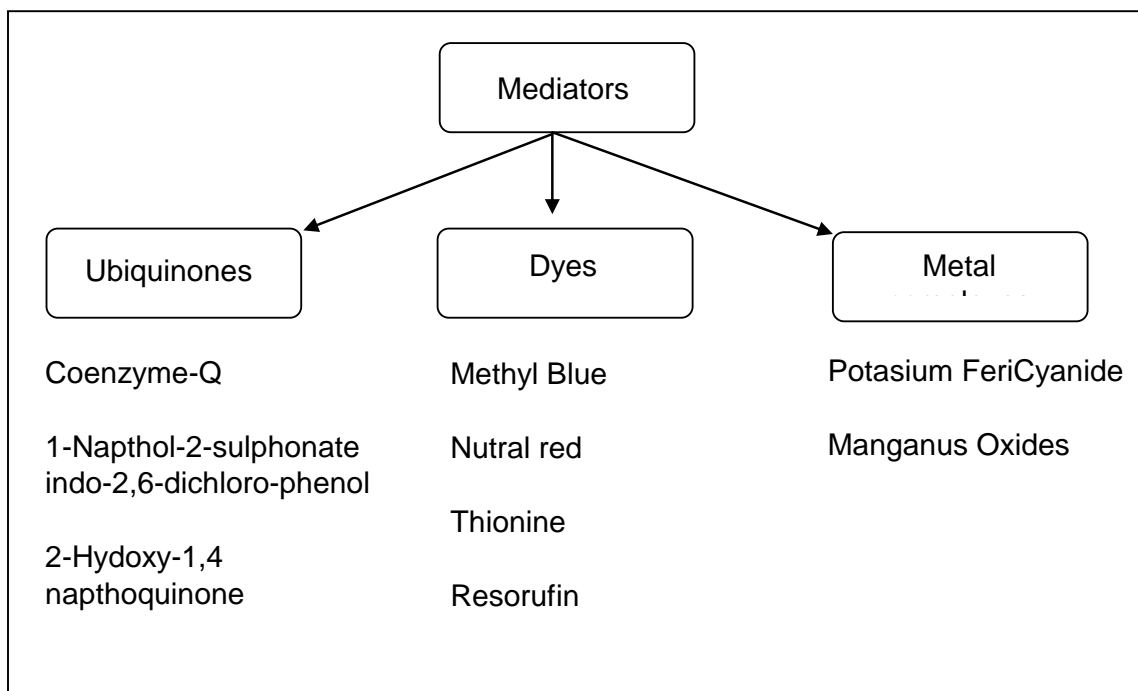 Mediators
Ubiquinones
Dyes
Metal
Coenzyme-Q
1-Napthol-2-sulphonate
indo-2,6-dichloro-phenol
2-Hydoxy-1,4
napthoquinone
Methyl Blue
Nutral red
Thionine
Resorufin
Potasium FeriCyanide
Manganus Oxides